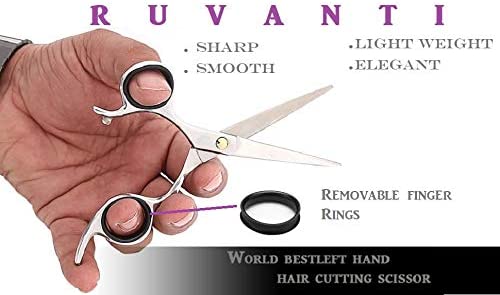 RUVANTI
. SHARP
. SMOOTH
.LIGHT WEIGHT
.ELEGANT
REMOVABLE FINGER
RINGS
WORLD BESTLEFT HAND
HAIR CUTTING SCISSOR